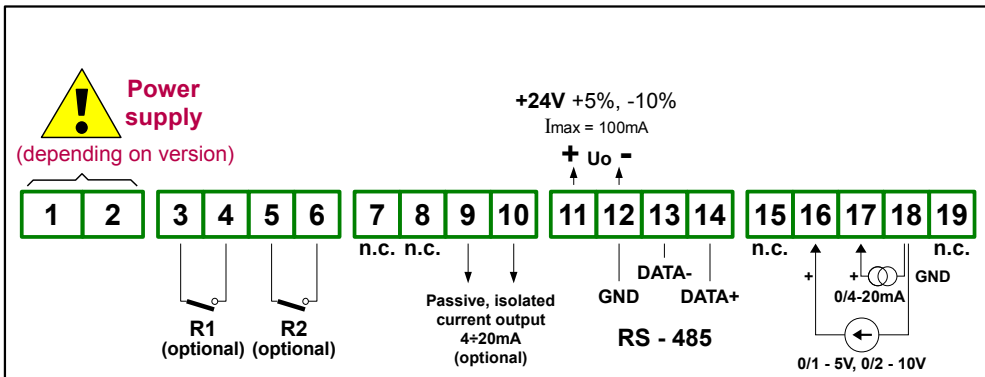 Power
supply
(depending on version)
+24V +5%, -10%
Imax = 100mA
+ Uo -
1 2 3 4 5 6 7 8 9 10 11 12 13 14 15 16 17 18 19
n.c. n.c. n.c. n.c.
R1
(optional)
R2
(optional)
Passive, isolated
current output
4÷20mA
(optional)
DATA-
GND DATA+
RS - 485
+ + GND
0/4-20mA
0/1 - 5V, 0/2 - 10V